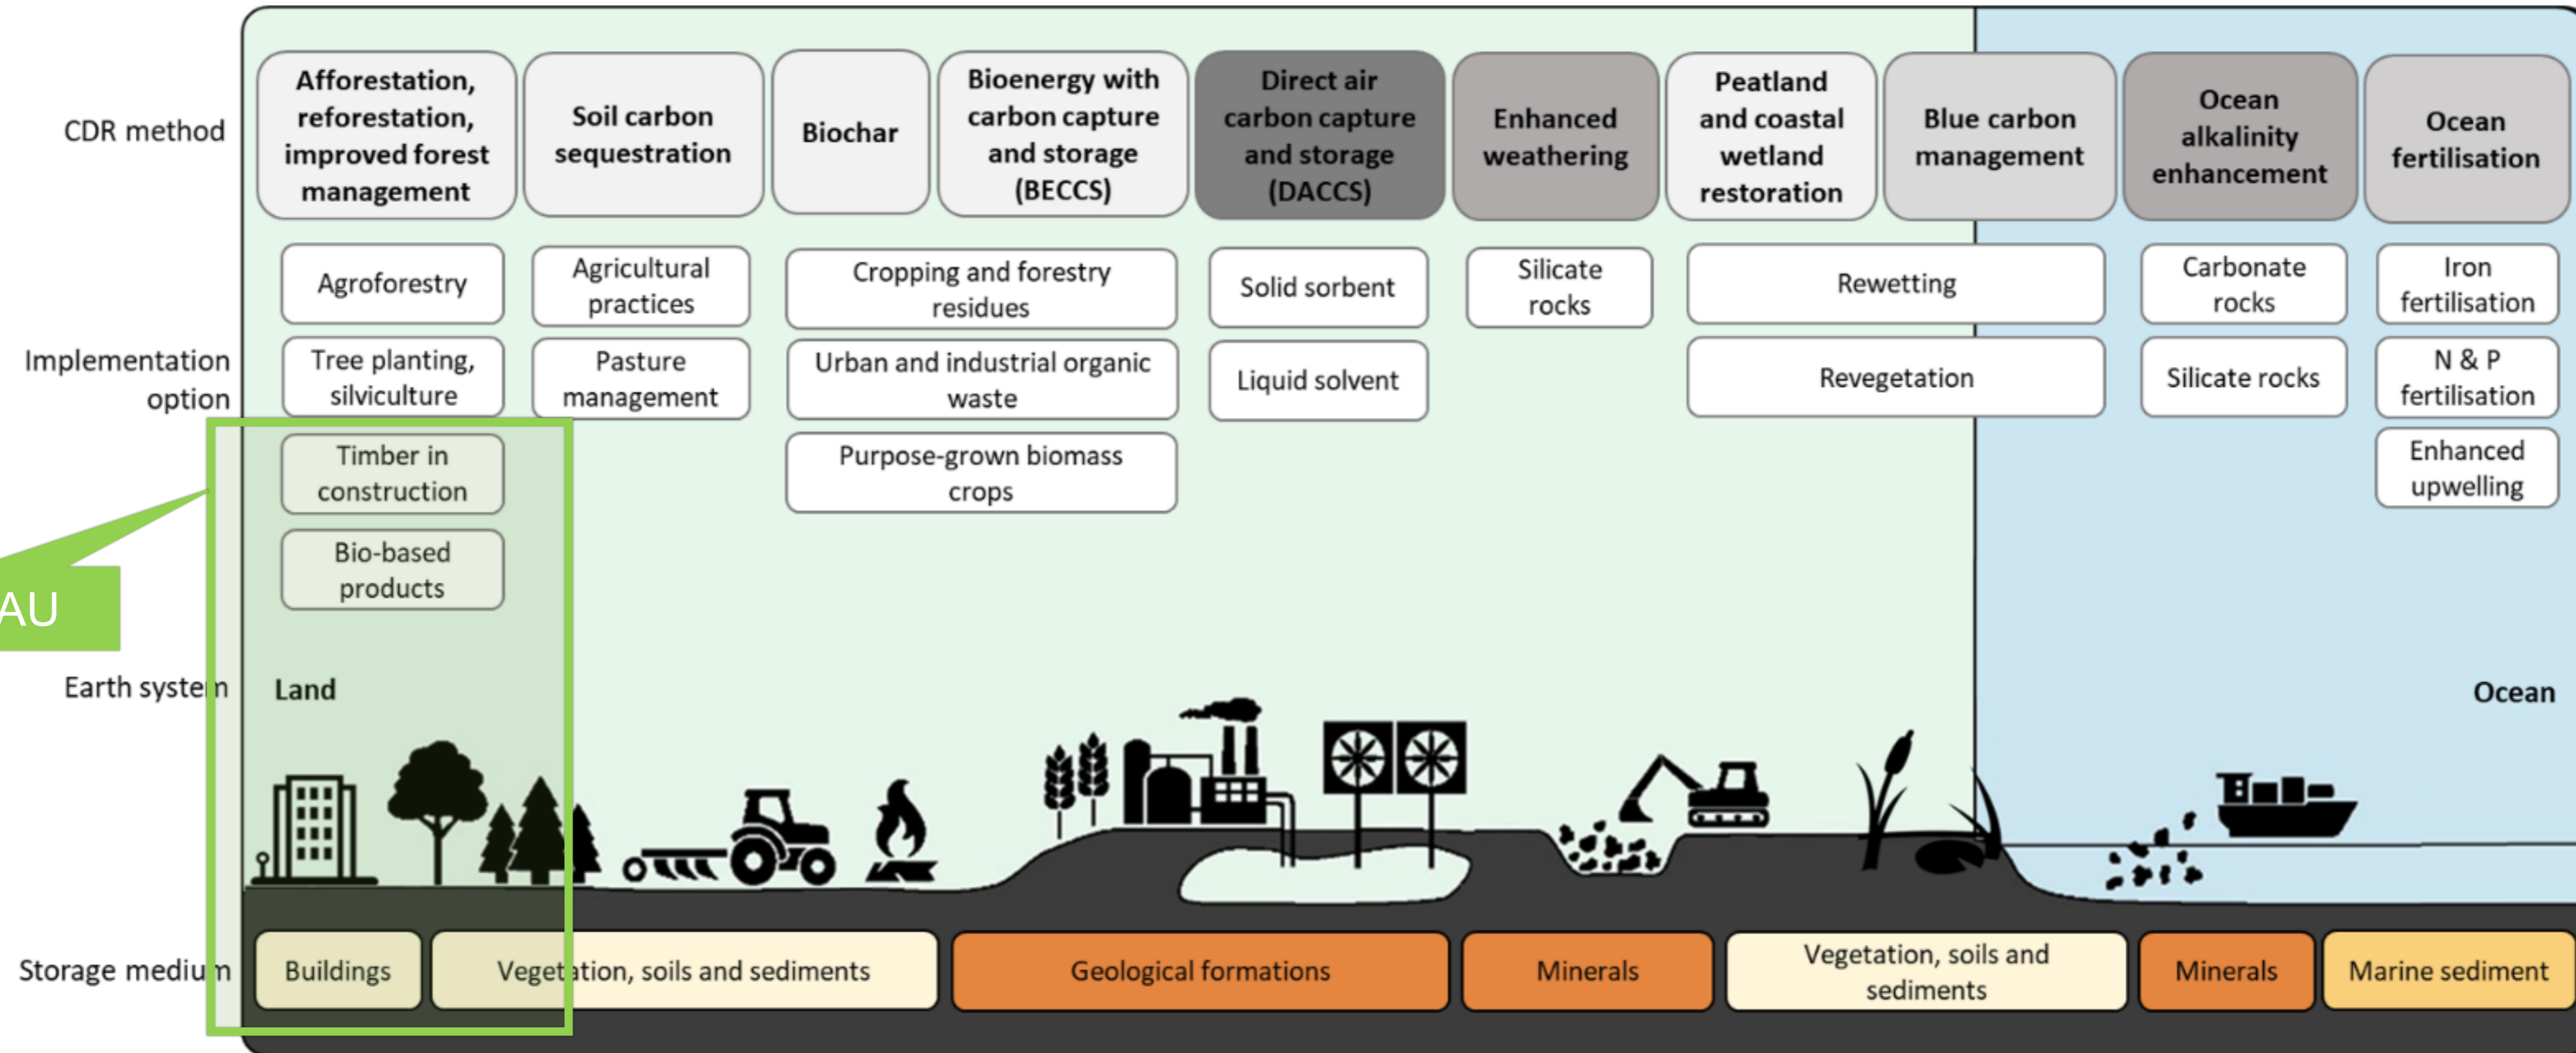 CDR method
Afforestation,
reforestation,
improved forest
management
Soil carbon
sequestration
Biochar
Bioenergy with
carbon capture
and storage
(BECCS)
Direct air
carbon capture
and storage
(DACCS)
Enhanced
weathering
Peatland
and coastal
wetland
restoration
Blue carbon
management
Ocean
alkalinity
enhancement
Ocean
fertilisation
Implementation
option
Agroforestry
Tree planting,
silviculture
Timber in
construction
Bio-based
products
Agricultural
practices
Pasture
management
Cropping and forestry
residues
Urban and industrial organic
waste
Purpose-grown biomass
crops
Solid sorbent
Liquid solvent
Silicate
rocks
Rewetting
Revegetation
Carbonate
rocks
Silicate rocks
Iron
fertilisation
N & P
fertilisation
Enhanced
upwelling
AU
Earth system
Land
Ocean
Storage medium
Buildings
Vegetation, soils and sediments
Geological formations
Minerals
Vegetation, soils and
sediments
Minerals
Marine sediment